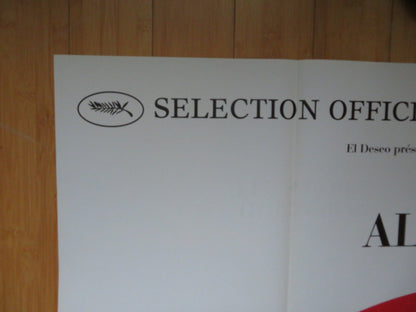 SELECTION OFFICI
El Deseo prés
AL